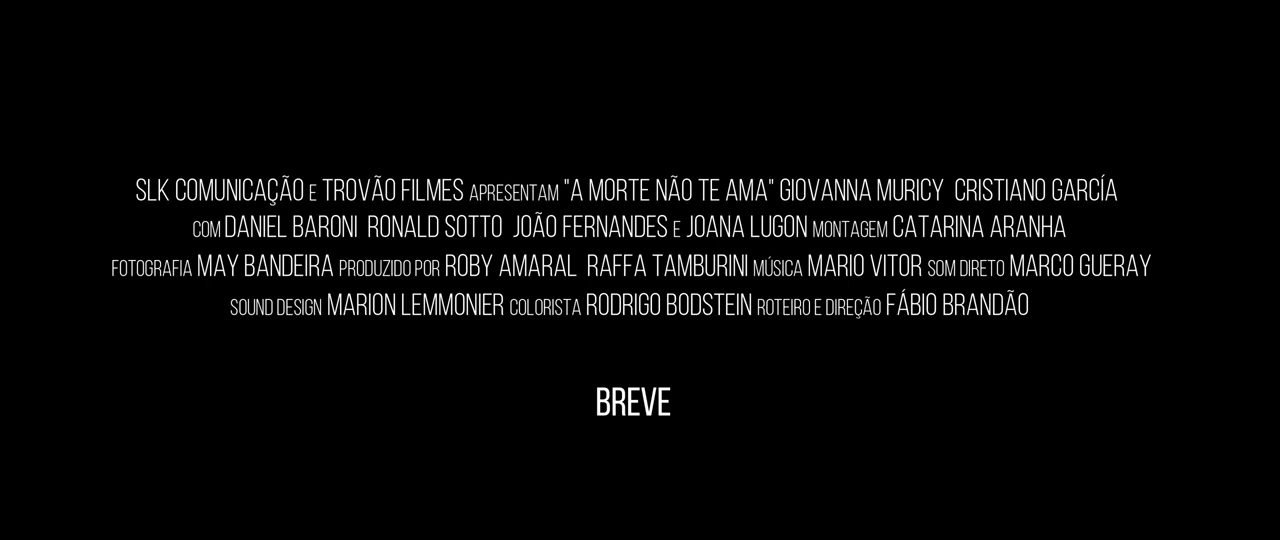 SLK COMUNICAÇÃO E TROVÃO FILMES APRESENTAM "A MORTE NÃO TE AMA" GIOVANNA MURICY CRISTIANO GARCÍA
COM DANIEL BARONI RONALD SOTTO JOÃO FERNANDES E JOANA LUGON MONTAGEM CATARINA ARANHA
FOTOGRAFIA MAY BANDEIRA PRODUZIDO POR ROBY AMARAL RAFFA TAMBURINI MÚSICA MARIO VITOR SOM DIRETO MARCO GUERAY
SOUND DESIGN MARION LEMMONIER COLORISTA RODRIGO BODSTEIN ROTEIRO E DIREÇÃO FÁBIO BRANDÃO
BREVE